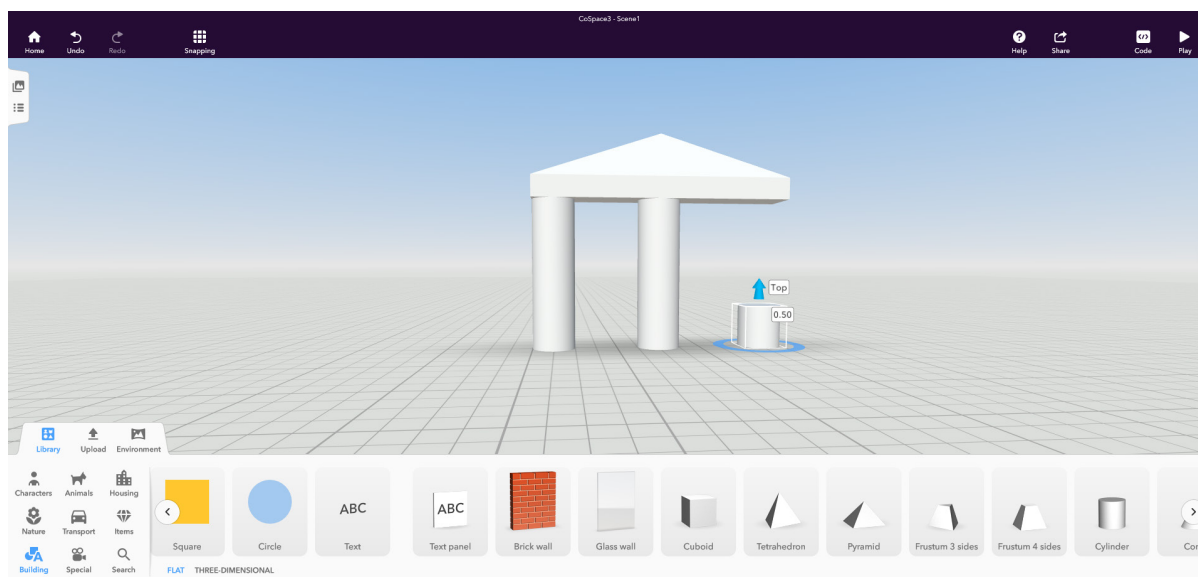 CoSpace3 - Scene1
Home Undo Redo Snapping Help Share Code Play
Top
0.50
Library Upload Environment
Characters Animals Housing
ABC ABC
Nature Transport Items
Square Circle Text Text panel Brick wall Glass wall Cuboid Tetrahedron Pyramid Frustum 3 sides Frustum 4 sides Cylinder Con
Building Special Search FLAT THREE-DIMENSIONAL